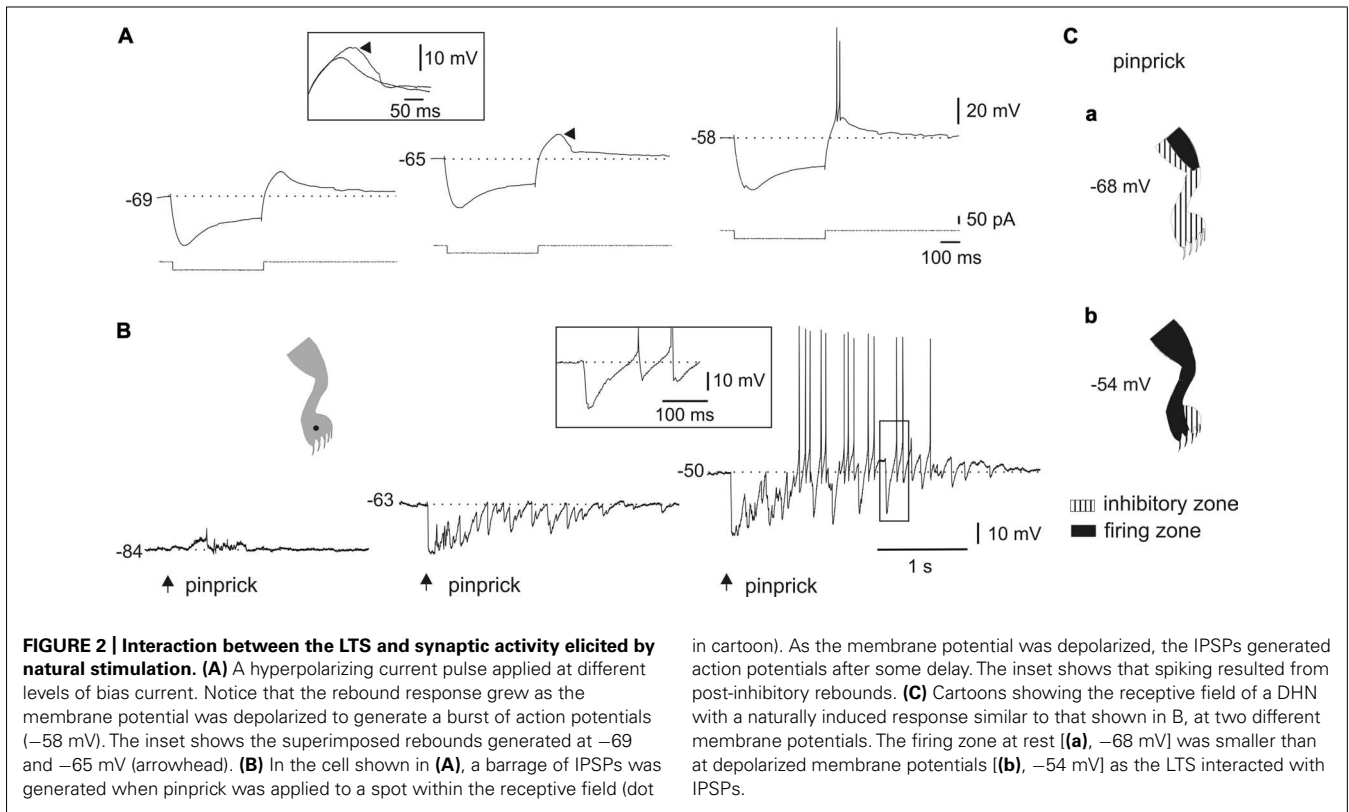 A
10 mV
50 ms
-69
-65
-58
20 mV
50 pA
100 ms
C
pinprick
a
-68 mV
b
-54 mV
inhibitory zone
firing zone
B
10 mV
100 ms
-84
-63
-50
10 mV
1 s
pinprick
pinprick
pinprick
FIGURE 2 | Interaction between the LTS and synaptic activity elicited by
natural stimulation. (A) A hyperpolarizing current pulse applied at different
levels of bias current. Notice that the rebound response grew as the
membrane potential was depolarized to generate a burst of action potentials
(−58 mV). The inset shows the superimposed rebounds generated at −69
and −65 mV (arrowhead). (B) In the cell shown in (A), a barrage of IPSPs was
generated when pinprick was applied to a spot within the receptive field (dot
in cartoon). As the membrane potential was depolarized, the IPSPs generated
action potentials after some delay. The inset shows that spiking resulted from
post-inhibitory rebounds. (C) Cartoons showing the receptive field of a DHN
with a naturally induced response similar to that shown in B, at two different
membrane potentials. The firing zone at rest [(a), −68 mV] was smaller than
at depolarized membrane potentials [(b), −54 mV] as the LTS interacted with
IPSPs.